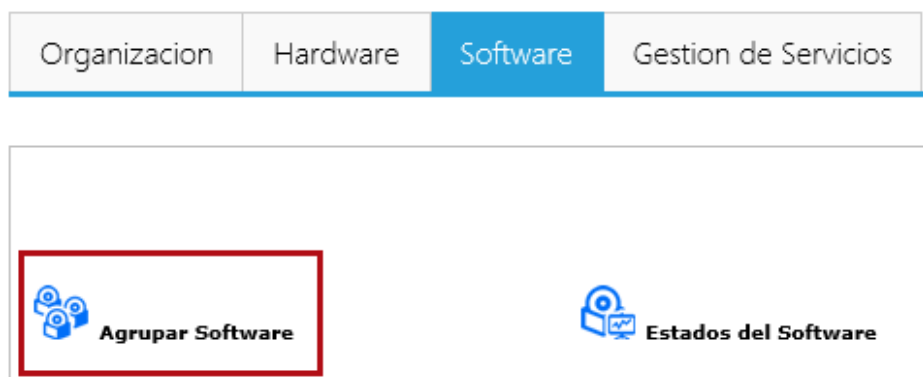 Organizacion Hardware Software Gestion de Servicios
Agrupar Software Estados del Software